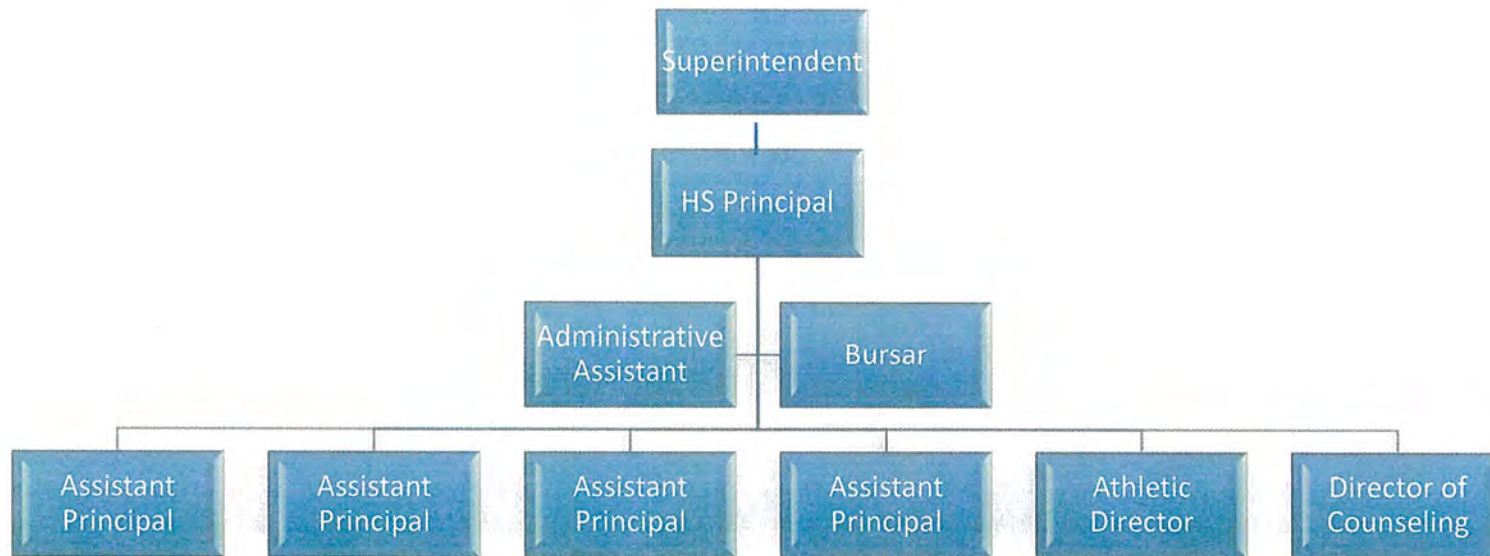 Superintendent
HS Principal
Administrative
Assistant
Bursar
Assistant
Principal
Assistant
Principal
Assistant
Principal
Assistant
Principal
Athletic
Director
Director of
Counseling